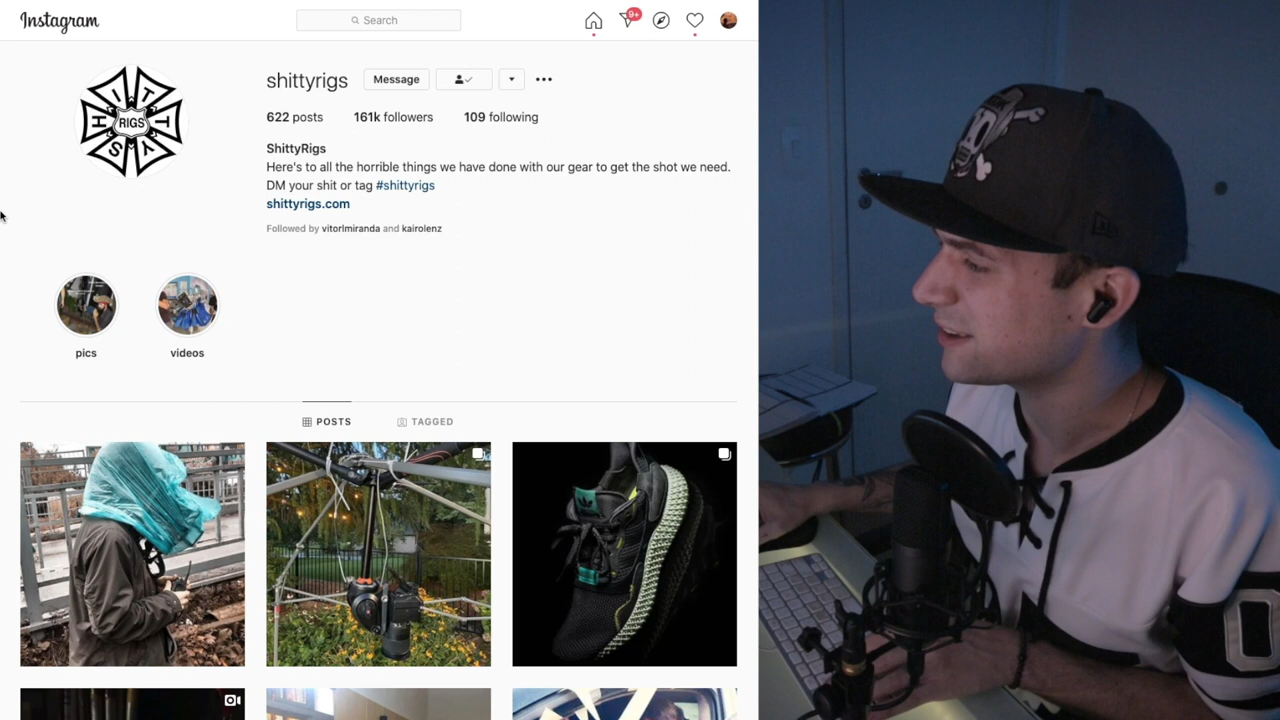 Instagram
Search
9+
shittyrigs
Message
622 posts 161k followers 109 following
ShittyRigs
Here's to all the horrible things we have done with our gear to get the shot we need.
DM your shit or tag #shittyrigs
shittyrigs.com
Followed by vitorlmiranda and kairolenz
SHITTY
RIGS
pics
videos
POSTS
TAGGED
0